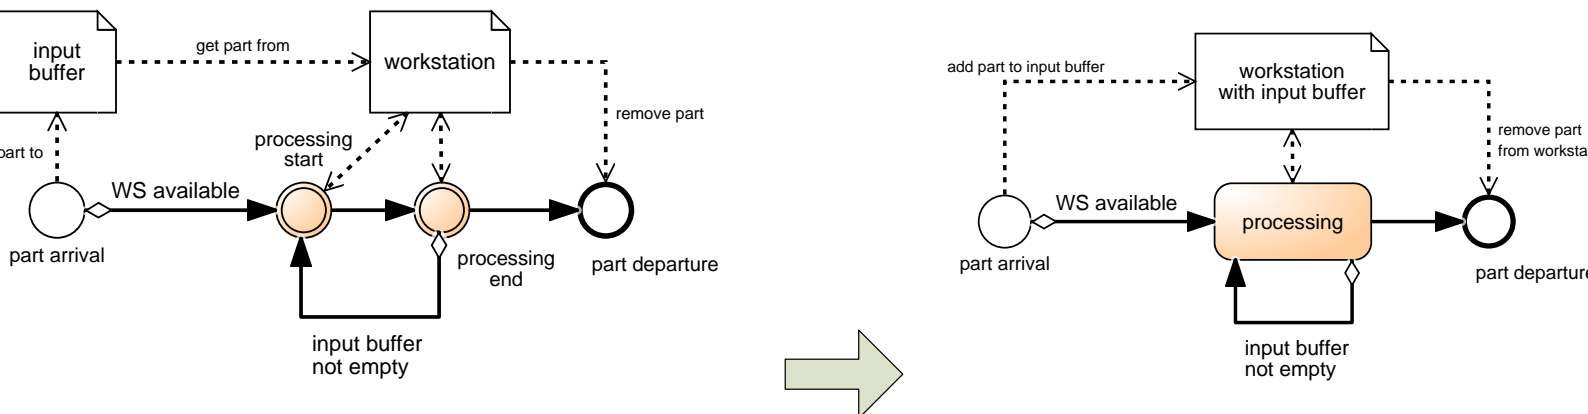 input
buffer
get part from
workstation
remove part
processing
start
part to
WS available
part arrival
processing
end
part departure
input buffer
not empty
add part to input buffer
workstation
with input buffer
remove part
from worksta
WS available
processing
part arrival
part departure
input buffer
not empty